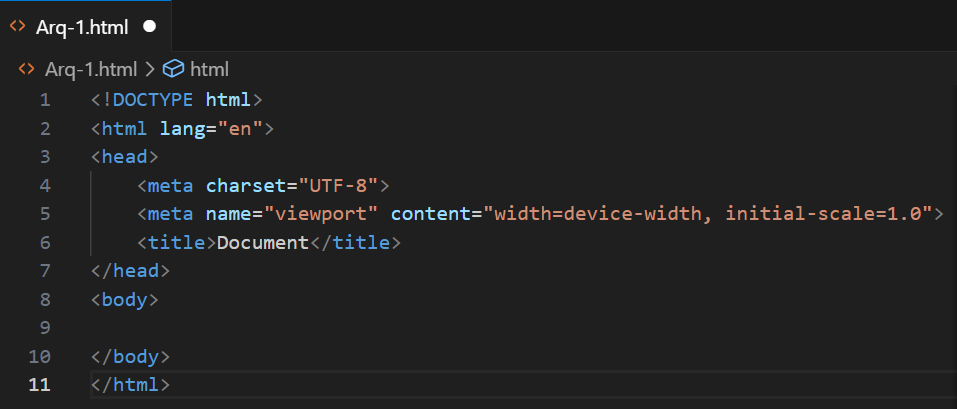 Arq-1.html
Arq-1.html > html
1 <!DOCTYPE html>
2 <html lang="en">
3 <head>
4     <meta charset="UTF-8">
5     <meta name="viewport" content="width=device-width, initial-scale=1.0">
6     <title>Document</title>
7 </head>
8 <body>
9
10 </body>
11 </html>